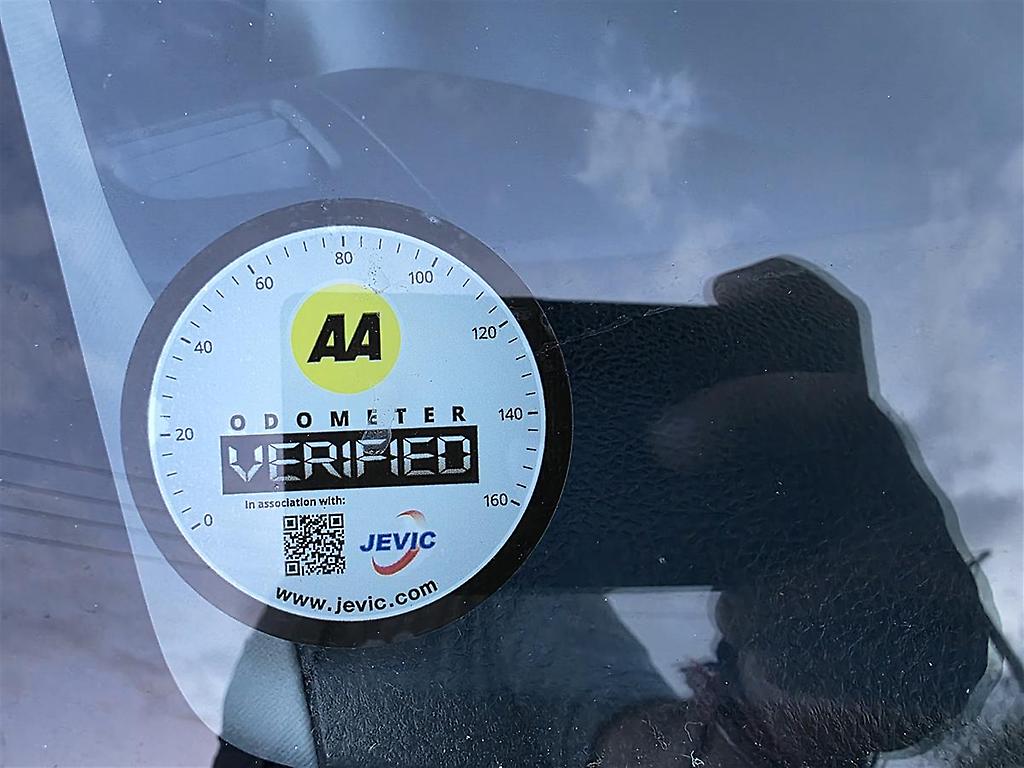 80
60
100
40
120
AA
20
140
ODOMETER
VERIFIED
0
160
In association with:
JEVIC
www.jevic.com